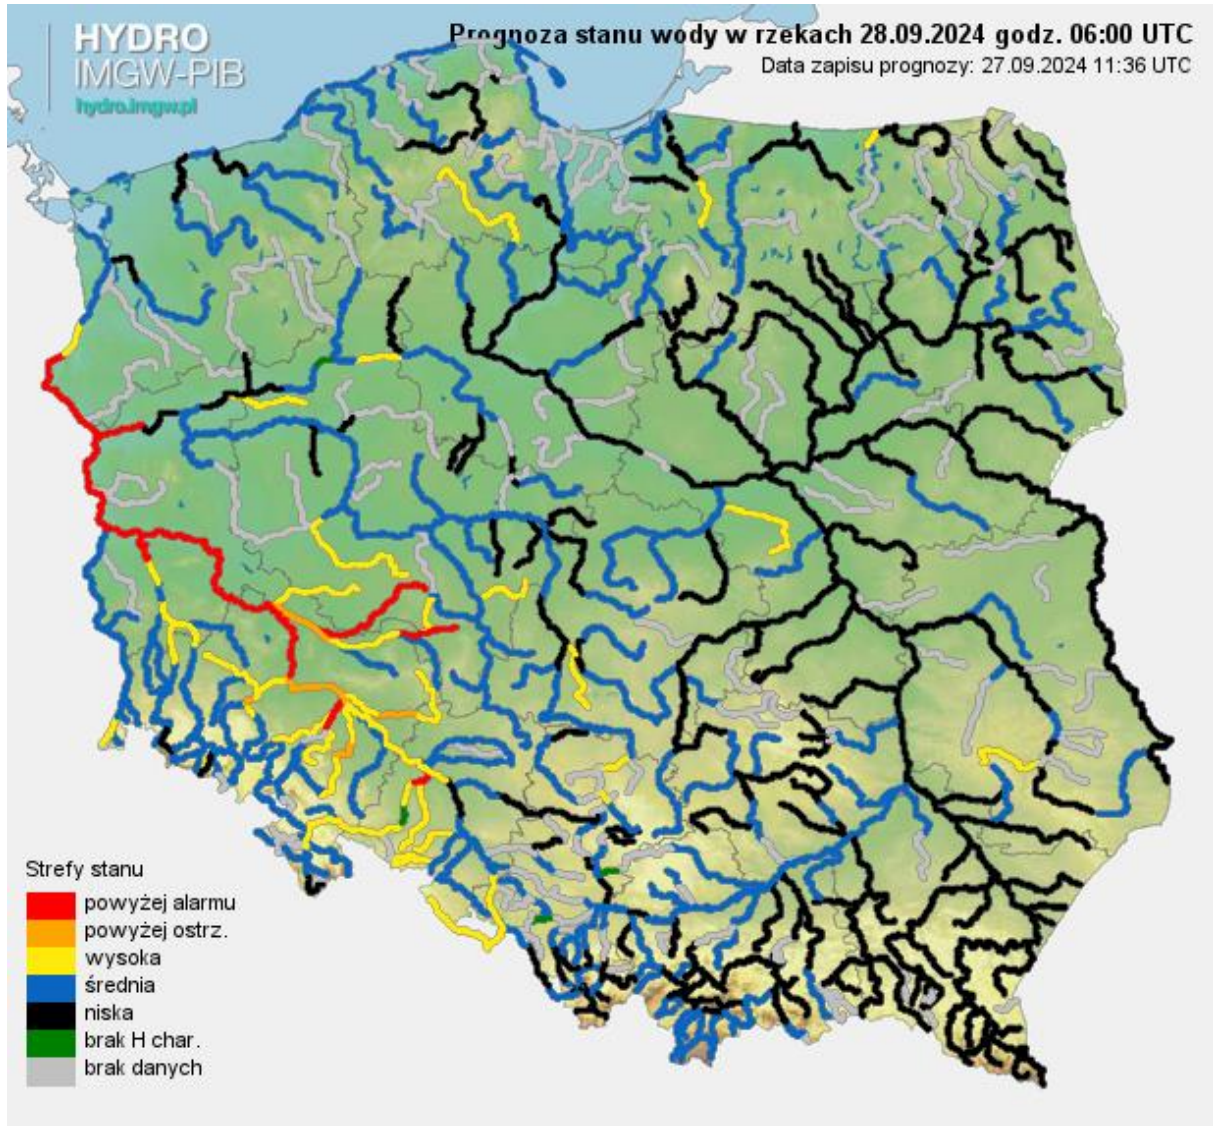 HYDRO
IMGW-PIB
hydro.imgw.pl
Prognoza stanu wody w rzekach 28.09.2024 godz. 06:00 UTC
Data zapisu prognozy: 27.09.2024 11:36 UTC
Strefy stanu
powyżej alarmu
powyżej ostrz.
wysoka
średnia
niska
brak H char.
brak danych